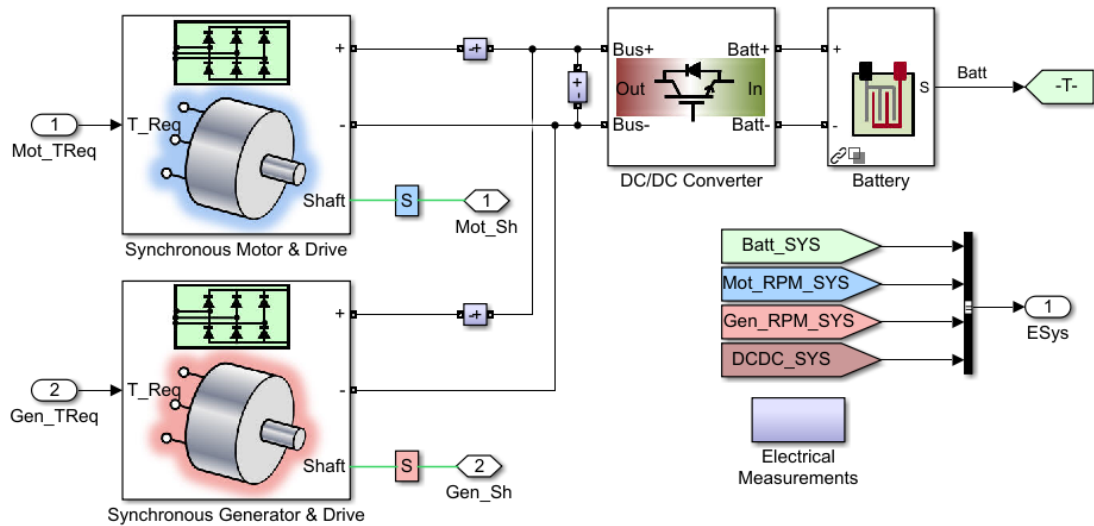 +
+
Bus+
Batt+
+
Out
In
S
Batt
-T-
+
-
1
T_Req
-
Bus-
Batt-
-
Mot_TReq
DC/DC Converter
Battery
Shaft
S
1
Mot_Sh
Synchronous Motor & Drive
Batt_SYS
Mot_RPM_SYS
1
+
+
Gen_RPM_SYS
ESys
DCDC_SYS
2
T_Req
-
Gen_TReq
Electrical
Measurements
Shaft
S
2
Gen_Sh
Synchronous Generator & Drive